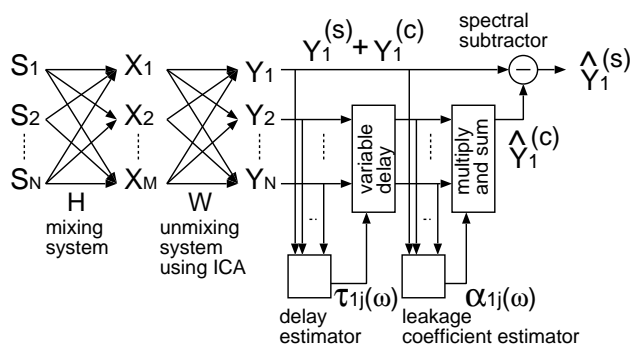 spectral
subtractor
S1 X1 Y1 Y1(s) + Y1(c) − Ŷ1(s)
S2 X2 Y2
variable
delay
multiply
and sum
Ŷ1(c)
SN XM YN
H W
mixing
system
unmixing
system
using ICA
τ1j(ω) α1j(ω)
delay
estimator
leakage
coefficient estimator